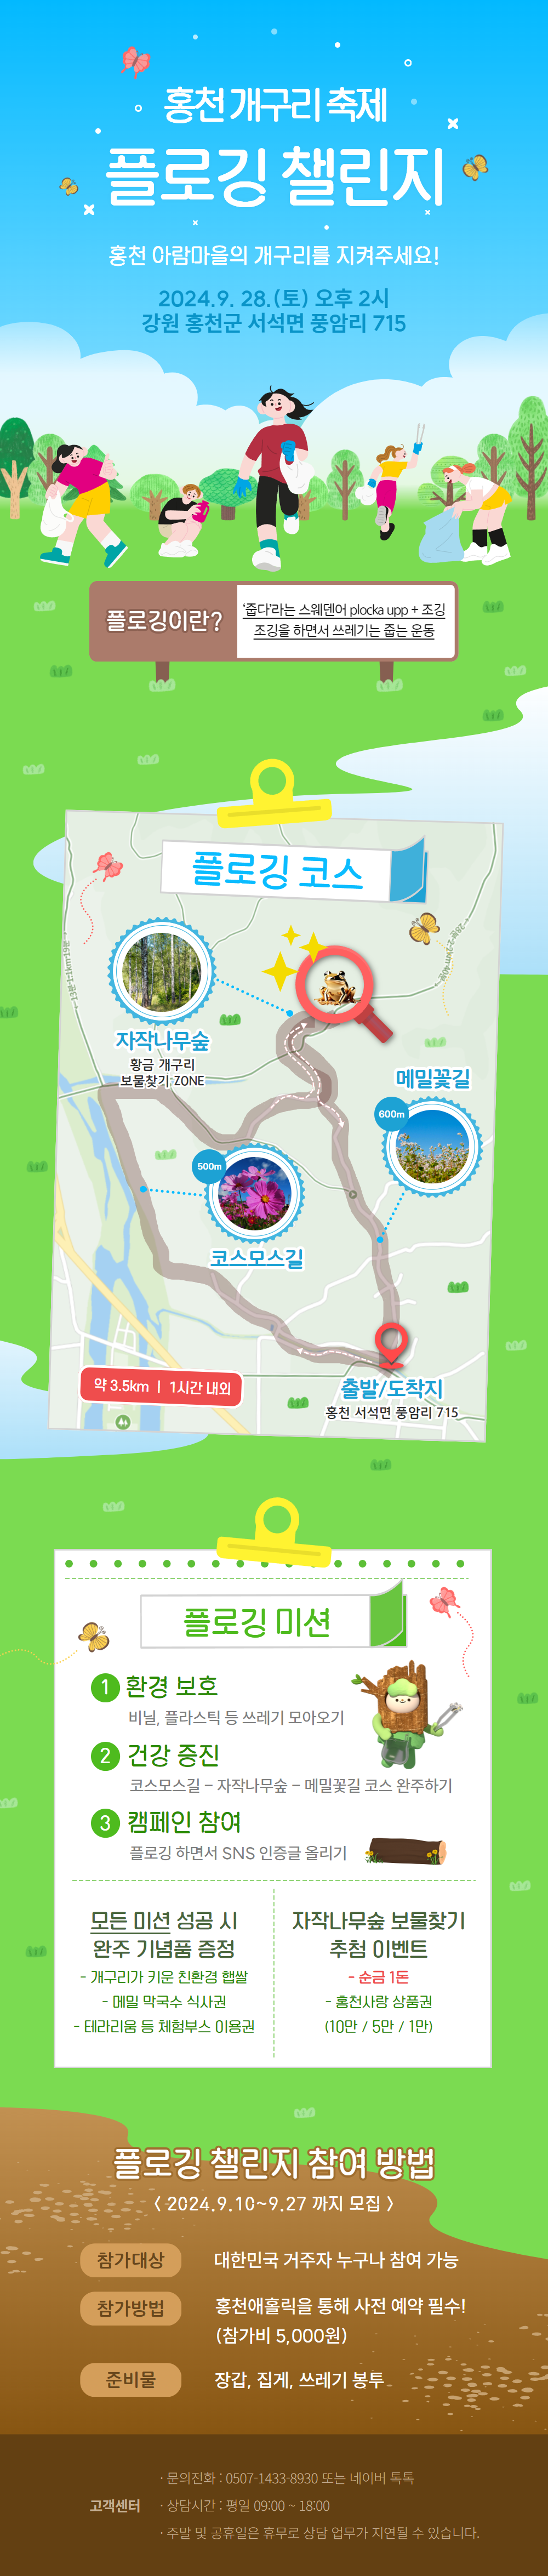 홍천 개구리 축제
플로깅 챌린지
홍천 아람마을의 개구리를 지켜주세요!
2024.9. 28.(토) 오후 2시
강원 홍천군 서석면 풍암리 715
플로깅이란?
'줍다'라는 스웨덴어 plocka upp + 조깅
조깅을 하면서 쓰레기는 줍는 운동
플로깅 코스
자작나무숲
황금 개구리
보물찾기 ZONE
메밀꽃길
600m
500m
코스모스길
약 3.5km ㅣ 1시간 내외
출발/도착지
홍천 서석면 풍암리 715
플로깅 미션
1 환경 보호
비닐, 플라스틱 등 쓰레기 모아오기
2 건강 증진
코스모스길 – 자작나무숲 – 메밀꽃길 코스 완주하기
3 캠페인 참여
플로깅 하면서 SNS 인증글 올리기
모든 미션 성공 시
완주 기념품 증정
- 개구리가 키운 친환경 햅쌀
- 메밀 막국수 식사권
- 테라리움 등 체험부스 이용권
자작나무숲 보물찾기
추첨 이벤트
- 순금 1돈
- 홍천사랑 상품권
(10만 / 5만 / 1만)
플로깅 챌린지 참여 방법
< 2024.9.10~9.27 까지 모집 >
참가대상
대한민국 거주자 누구나 참여 가능
참가방법
홍천애홀릭을 통해 사전 예약 필수!
(참가비 5,000원)
준비물
장갑, 집게, 쓰레기 봉투
고객센터
· 문의전화 : 0507-1433-8930 또는 네이버 톡톡
· 상담시간 : 평일 09:00 ~ 18:00
· 주말 및 공휴일은 휴무로 상담 업무가 지연될 수 있습니다.